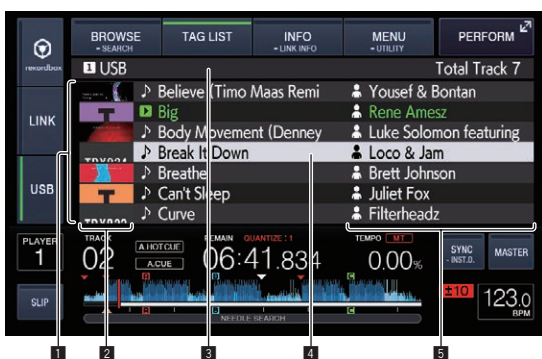 BROWSE
- SEARCH
TAG LIST
INFO
- LINK INFO
MENU
- UTILITY
PERFORM
rekordbox
1 USB
Total Track 7
Believe (Timo Maas Remi
Yousef & Bontan
Big
Rene Amesz
Body Movement (Denney
Luke Solomon featuring
LINK
Break It Down
Loco & Jam
Breathe
Brett Johnson
USB
Can't Sleep
Juliet Fox
Curve
Filterheadz
PLAYER
1
TRACK
02
A.HOT CUE
A.CUE
REMAIN
QUANTIZE : 1
06:41.834
TEMPO
MT
0.00%
SYNC
- INST.D.
MASTER
SLIP
A
B
C
A
B
C
±10
123.0
BPM
NEEDLE SEARCH
1 2 3 4 5